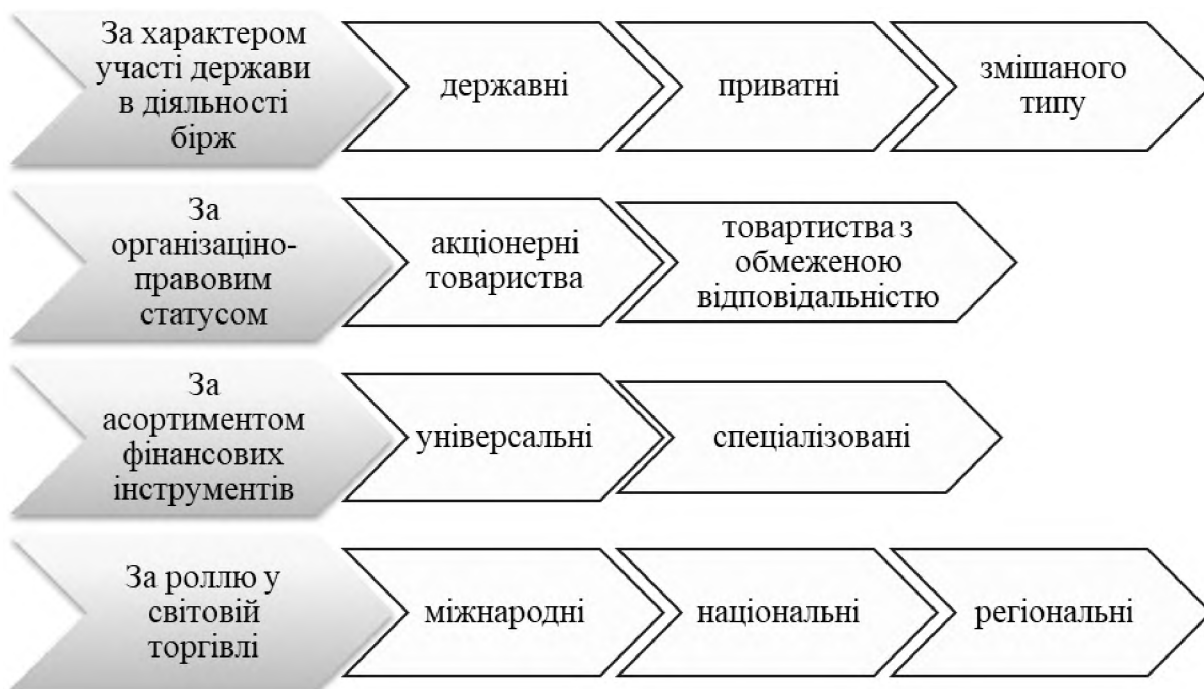 За характером
участі держави
в діяльності
бірж
державні
приватні
змішаного
типу
За
організаціно-
правовим
статусом
акціонерні
товариства
товартиства з
обмеженою
відповідальністю
За
асортиментом
фінансових
інструментів
універсальні
спеціалізовані
За роллю у
світовій
торгівлі
міжнародні
національні
регіональні